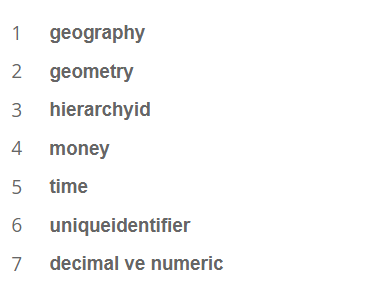 1 geography
2 geometry
3 hierarchyid
4 money
5 time
6 uniqueidentifier
7 decimal ve numeric